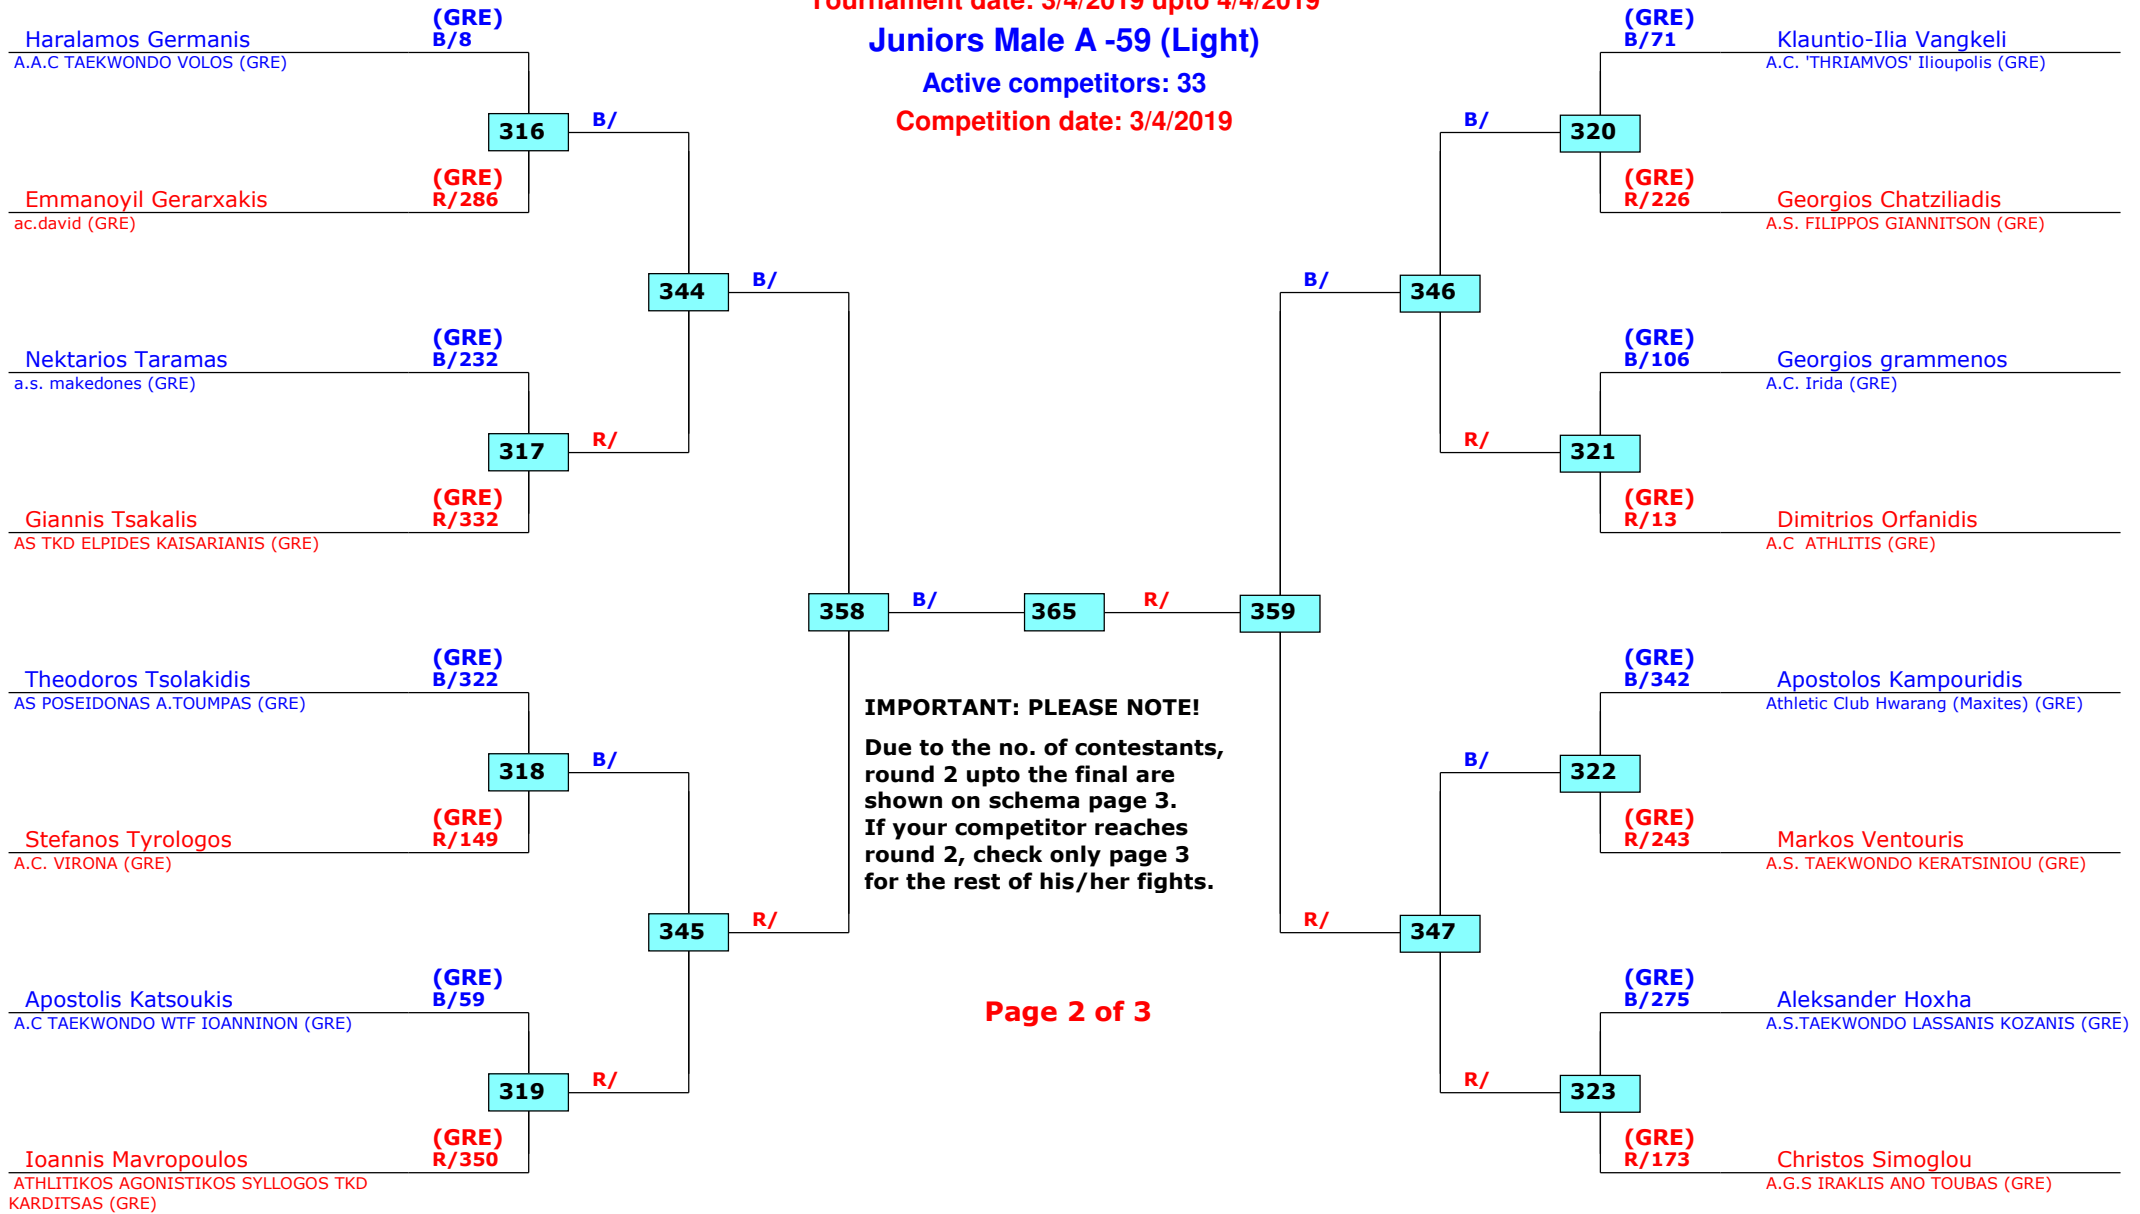 Tournament date: 3/4/2019 upto 4/4/2019
Juniors Male A -59 (Light)
Active competitors: 33
Competition date: 3/4/2019
(GRE)
Haralamos Germanis B/8
A.A.C TAEKWONDO VOLOS (GRE)
316 B/
(GRE)
Emmanoyil Gerarxakis R/286
ac.david (GRE)
344 B/
(GRE)
Nektarios Taramas B/232
a.s. makedones (GRE)
317 R/
(GRE)
Giannis Tsakalis R/332
AS TKD ELPIDES KAISARIANIS (GRE)
358 B/ 365 R/ 359
(GRE)
Theodoros Tsolakidis B/322
AS POSEIDONAS A.TOUMPAS (GRE)
318 B/
(GRE)
Stefanos Tyrologos R/149
A.C. VIRONA (GRE)
345 R/
(GRE)
Apostolis Katsoukis B/59
A.C TAEKWONDO WTF IOANNINON (GRE)
319 R/
(GRE)
Ioannis Mavropoulos R/350
ATHLITIKOS AGONISTIKOS SYLLOGOS TKD
KARDITSAS (GRE)
IMPORTANT: PLEASE NOTE!
Due to the no. of contestants,
round 2 upto the final are
shown on schema page 3.
If your competitor reaches
round 2, check only page 3
for the rest of his/her fights.
Page 2 of 3
(GRE)
B/71 Klauntio-Ilia Vangkeli
A.C. 'THRIAMVOS' Ilioupolis (GRE)
B/ 320
(GRE)
R/226 Georgios Chatziliadis
A.S. FILIPPOS GIANNITSON (GRE)
B/ 346
(GRE)
B/106 Georgios grammenos
A.C. Irida (GRE)
R/ 321
(GRE)
R/13 Dimitrios Orfanidis
A.C  ATHLITIS (GRE)
(GRE)
B/342 Apostolos Kampouridis
Athletic Club Hwarang (Maxites) (GRE)
B/ 322
(GRE)
R/243 Markos Ventouris
A.S. TAEKWONDO KERATSINIOU (GRE)
R/ 347
(GRE)
B/275 Aleksander Hoxha
A.S.TAEKWONDO LASSANIS KOZANIS (GRE)
R/ 323
(GRE)
R/173 Christos Simoglou
A.G.S IRAKLIS ANO TOUBAS (GRE)